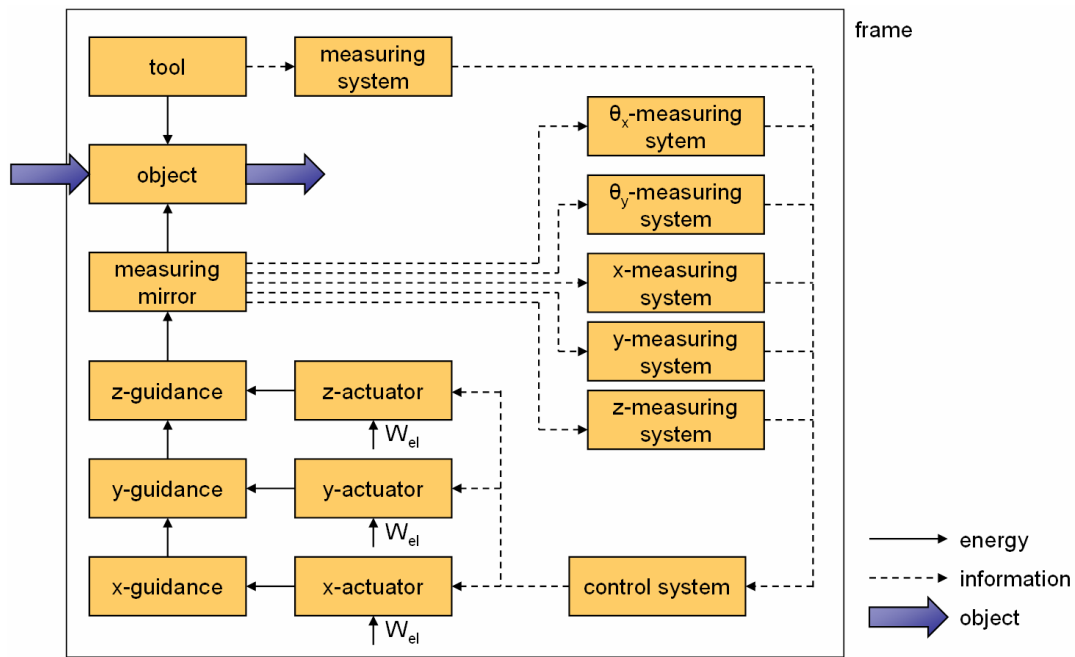 frame
tool
measuring
system
θx-measuring
sytem
object
θy-measuring
system
measuring
mirror
x-measuring
system
y-measuring
system
z-guidance
z-actuator
z-measuring
system
Wel
y-guidance
y-actuator
Wel
energy
x-guidance
x-actuator
control system
information
Wel
object